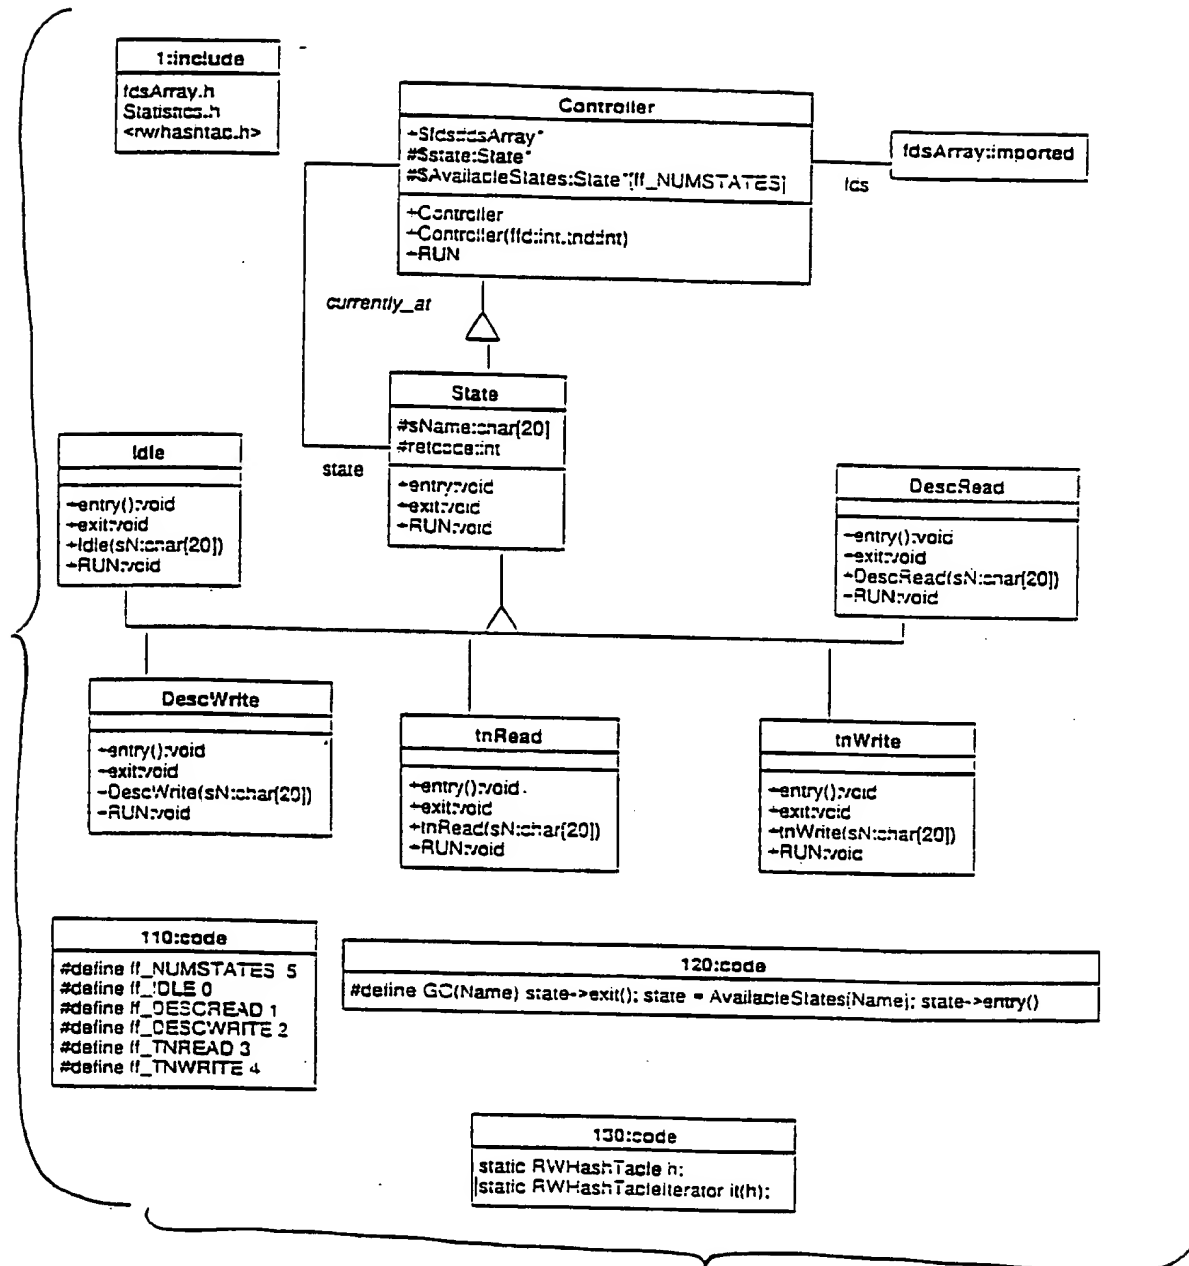 1:include
fdsArray.h
Statistics.h
<rw/hashtab.h>
Controller
+$fds:fdsArray*
#$state:State*
#$AvailableStates:State*[ff_NUMSTATES]
+Controller
+Controller(ffd:int,tnd:int)
+RUN
fdsArray:imported
fds
currently_at
State
#sName:char[20]
#retcode:int
+entry:void
+exit:void
+RUN:void
state
Idle
+entry():void
+exit:void
+Idle(sN:char[20])
+RUN:void
DescRead
+entry():void
+exit:void
+DescRead(sN:char[20])
+RUN:void
DescWrite
+entry():void
+exit:void
+DescWrite(sN:char[20])
+RUN:void
tnRead
+entry():void
+exit:void
+tnRead(sN:char[20])
+RUN:void
tnWrite
+entry():void
+exit:void
+tnWrite(sN:char[20])
+RUN:void
110:code
#define ff_NUMSTATES 5
#define ff_IDLE 0
#define ff_DESCREAD 1
#define ff_DESCWRITE 2
#define ff_TNREAD 3
#define ff_TNWRITE 4
120:code
#define GO(Name) state->exit(); state = AvailableStates[Name]; state->entry()
130:code
static RWHashTable h;
static RWHashTableIterator it(h);